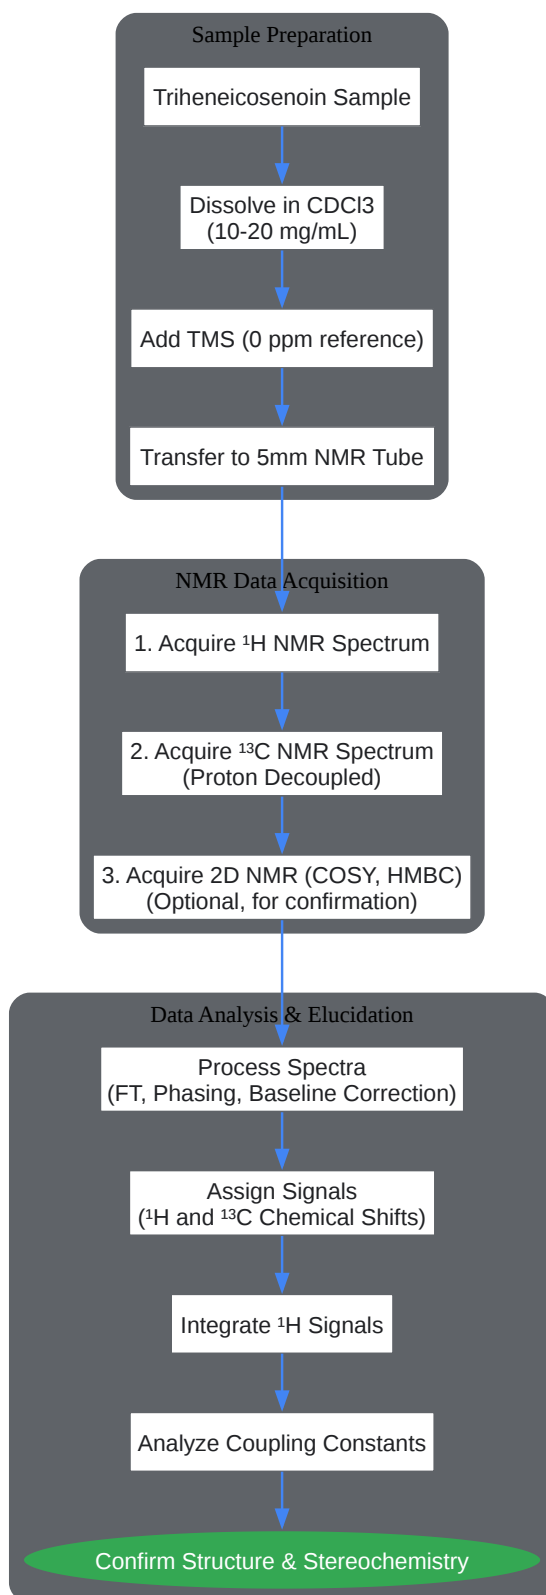 Sample Preparation
Triheneicosenoin Sample
Dissolve in CDCl3
(10-20 mg/mL)
Add TMS (0 ppm reference)
Transfer to 5mm NMR Tube
NMR Data Acquisition
1. Acquire ¹H NMR Spectrum
2. Acquire ¹³C NMR Spectrum
(Proton Decoupled)
3. Acquire 2D NMR (COSY, HMBC)
(Optional, for confirmation)
Data Analysis & Elucidation
Process Spectra
(FT, Phasing, Baseline Correction)
Assign Signals
(¹H and ¹³C Chemical Shifts)
Integrate ¹H Signals
Analyze Coupling Constants
Confirm Structure & Stereochemistry